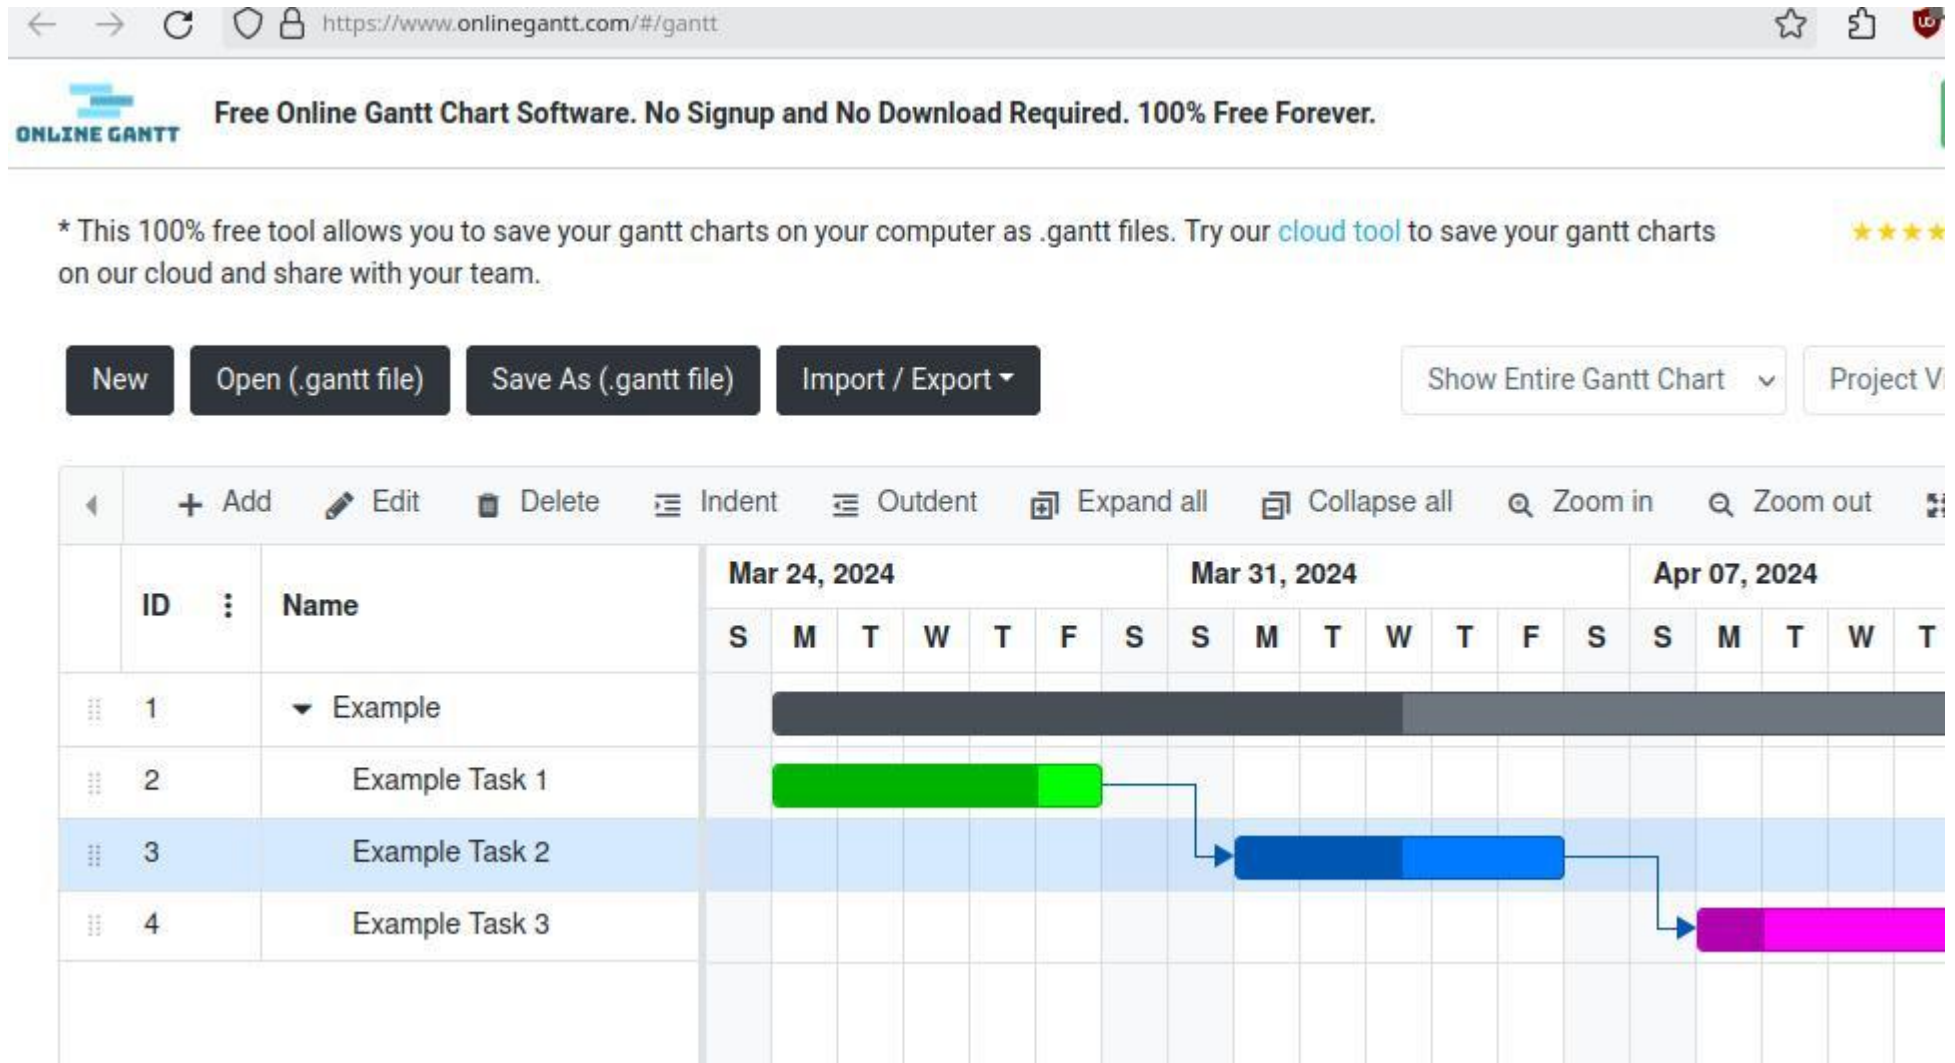 https://www.onlinegantt.com/#/gantt
ONLINE GANTT
Free Online Gantt Chart Software. No Signup and No Download Required. 100% Free Forever.
* This 100% free tool allows you to save your gantt charts on your computer as .gantt files. Try our cloud tool to save your gantt charts
on our cloud and share with your team.
New Open (.gantt file) Save As (.gantt file) Import / Export Show Entire Gantt Chart Project Vi
Add Edit Delete Indent Outdent Expand all Collapse all Zoom in Zoom out
Mar 24, 2024 Mar 31, 2024 Apr 07, 2024
ID Name
S M T W T F S S M T W T F S S M T W T
1 Example
2 Example Task 1
3 Example Task 2
4 Example Task 3